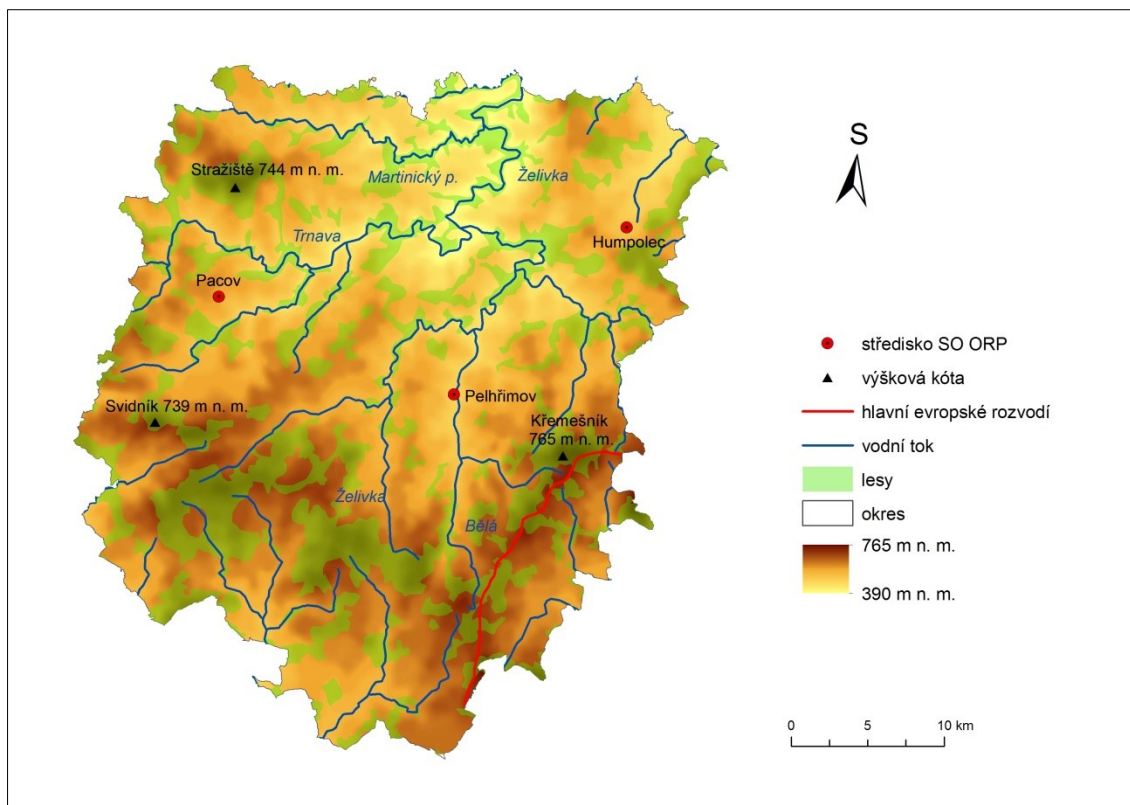 S
Stražiště 744 m n. m.
Martinický p.
Želivka
Trnava
Humpolec
Pacov
Pelhřimov
Svidník 739 m n. m.
Křemešník
765 m n. m.
Želivka
Bělá
středisko SO ORP
výšková kóta
hlavní evropské rozvodí
vodní tok
lesy
okres
765 m n. m.
390 m n. m.
0 5 10 km